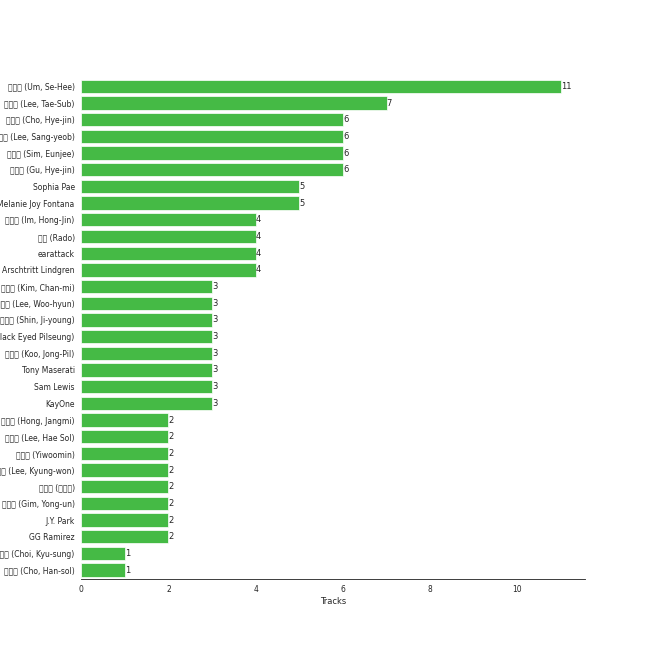 (Um, Se-Hee) 11
(Lee, Tae-Sub) 7
(Cho, Hye-jin) 6
(Lee, Sang-yeob) 6
(Sim, Eunjee) 6
(Gu, Hye-jin) 6
Sophia Pae 5
Melanie Joy Fontana 5
(Im, Hong-Jin) 4
(Rado) 4
earattack 4
Arschtritt Lindgren 4
(Kim, Chan-mi) 3
(Lee, Woo-hyun) 3
(Shin, Ji-young) 3
lack Eyed Pilseung) 3
(Koo, Jong-Pil) 3
Tony Maserati 3
Sam Lewis 3
KayOne 3
(Hong, Jangmi) 2
(Lee, Hae Sol) 2
(Yiwoomin) 2
(Lee, Kyung-won) 2
2
(Gim, Yong-un) 2
J.Y. Park 2
GG Ramirez 2
(Choi, Kyu-sung) 1
(Cho, Han-sol) 1
0 2 4 6 8 10
Tracks